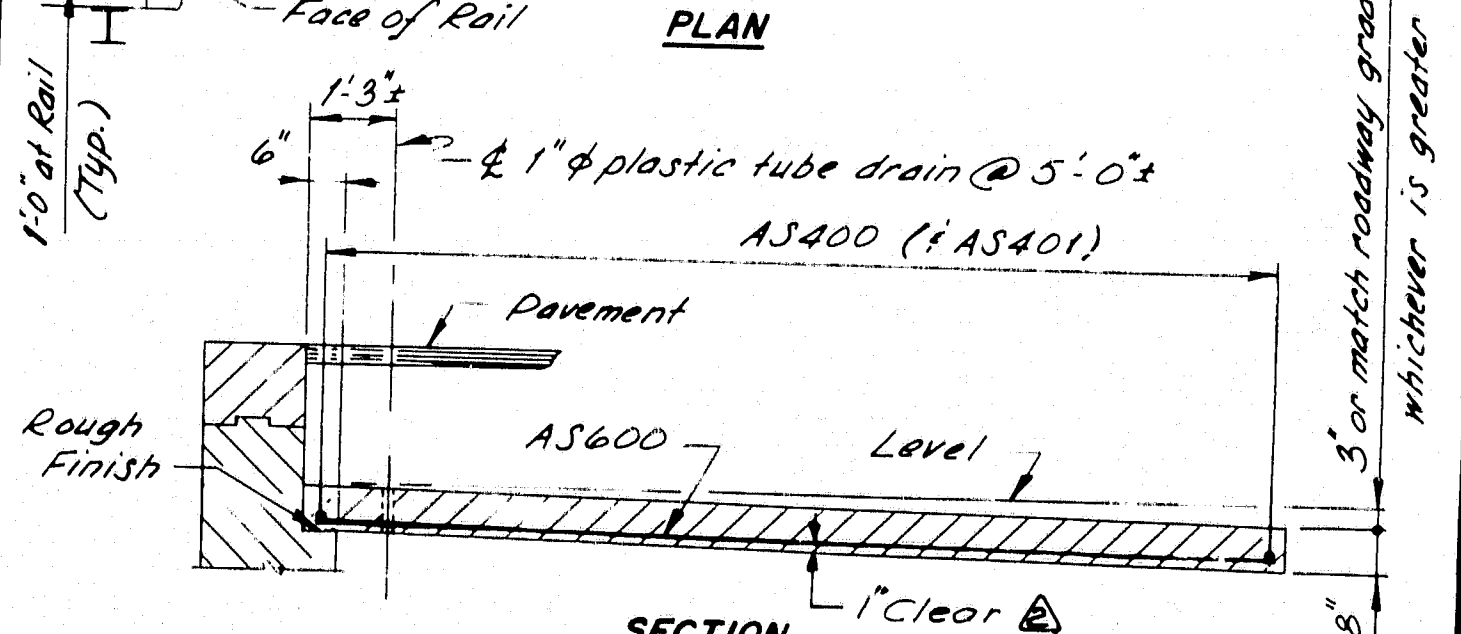 Face of Rail
PLAN
1'-0" at Rail
(Typ.)
1'-3"±
6"
℄ 1" ϕ plastic tube drain @ 5'-0"±
AS400 (& AS401)
Pavement
Rough
Finish
AS600
Level
3" or match roadway
whichever is greater
1" Clear 2
8"
SECTION